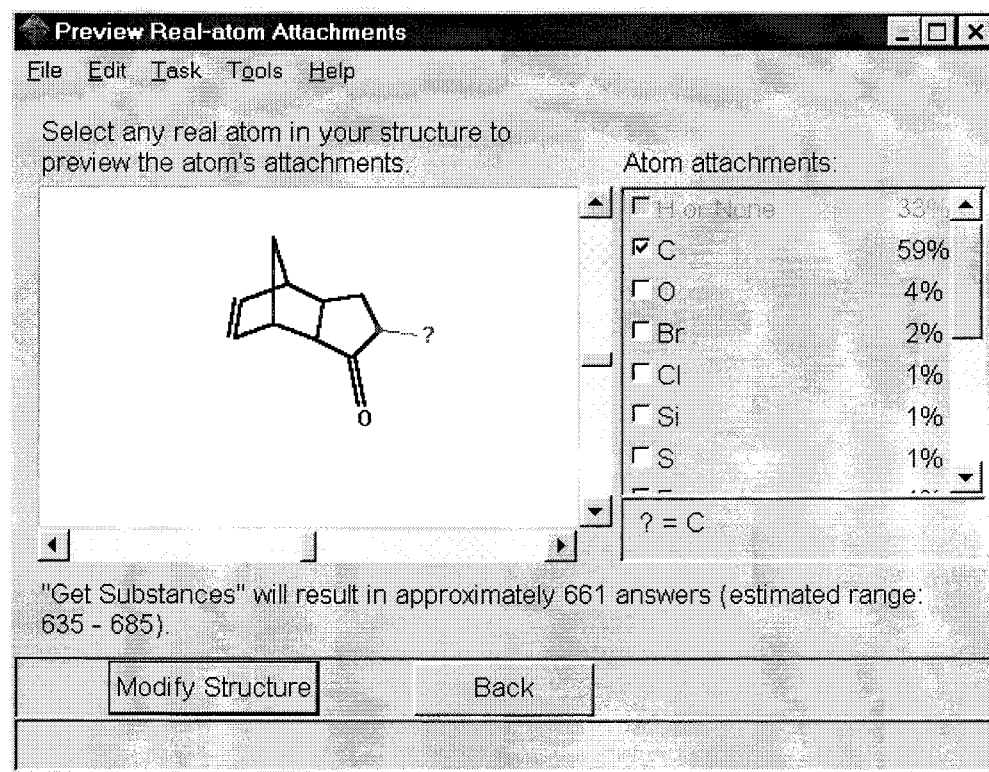 Preview Real-atom Attachments
File Edit Task Tools Help
Select any real atom in your structure to
preview the atom's attachments.
Atom attachments:
H or None 33%
C 59%
O 4%
Br 2%
Cl 1%
Si 1%
S 1%
?
O
? = C
"Get Substances" will result in approximately 661 answers (estimated range:
635 - 685).
Modify Structure Back